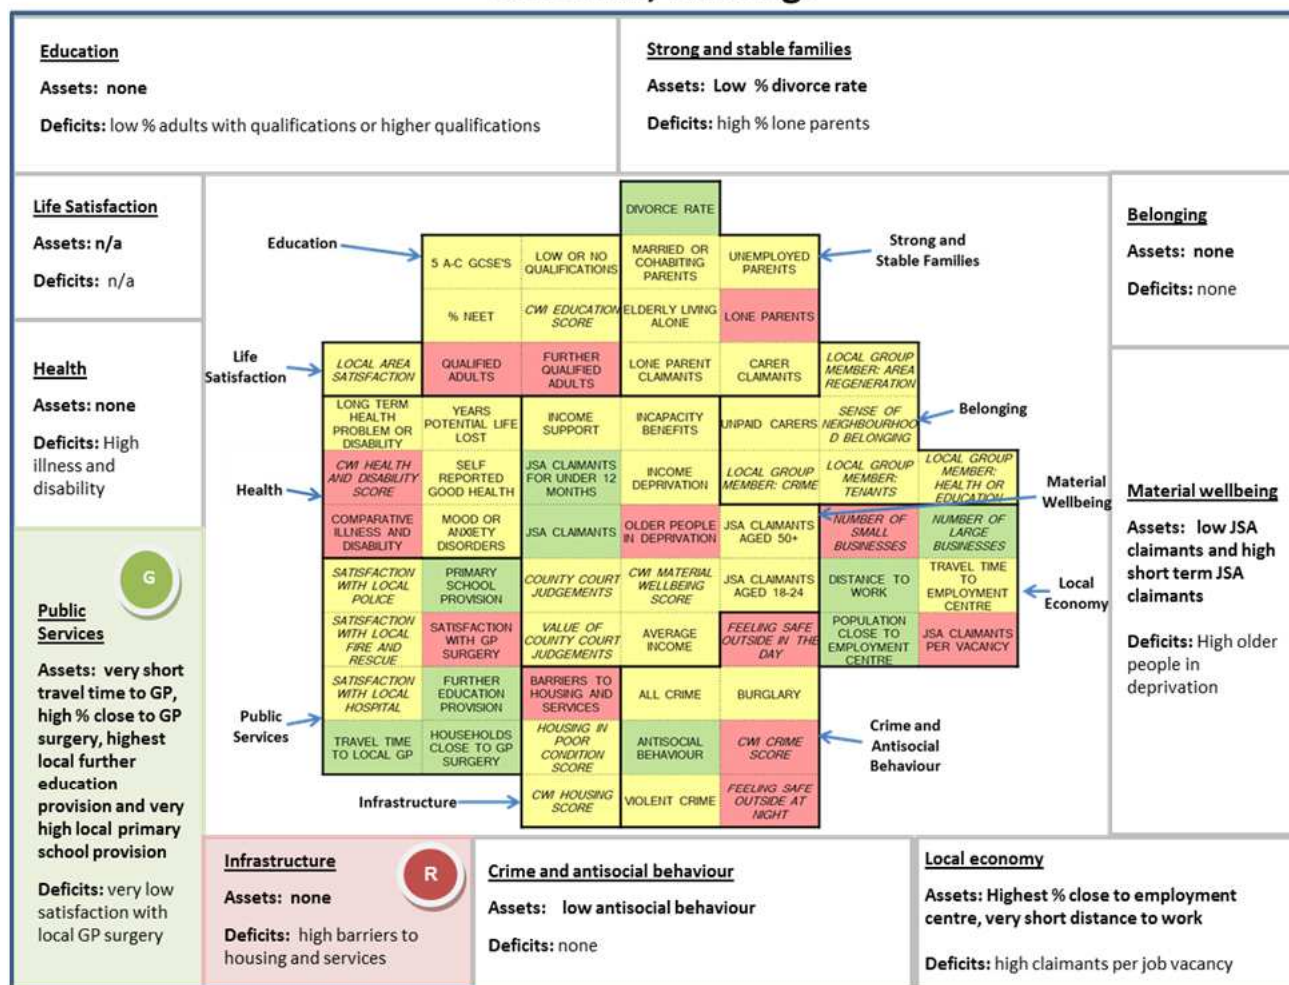 Education
Assets: none
Deficits: low % adults with qualifications or higher qualifications
Strong and stable families
Assets: Low % divorce rate
Deficits: high % lone parents
Life Satisfaction
Assets: n/a
Deficits: n/a
Health
Assets: none
Deficits: High
illness and
disability
G
Public
Services
Assets: very short
travel time to GP,
high % close to GP
surgery, highest
local further
education
provision and very
high local primary
school provision
Deficits: very low
satisfaction with
local GP surgery
Education
Strong and
Stable Families
Life
Satisfaction
Belonging
Health
Material
Wellbeing
Local
Economy
Public
Services
Crime and
Antisocial
Behaviour
Infrastructure
DIVORCE RATE
5 A-C GCSE'S
LOW OR NO
QUALIFICATIONS
MARRIED OR
COHABITING
PARENTS
UNEMPLOYED
PARENTS
% NEET
CWI EDUCATION
SCORE
ELDERLY LIVING
ALONE
LONE PARENTS
LOCAL AREA
SATISFACTION
QUALIFIED
ADULTS
FURTHER
QUALIFIED
ADULTS
LONE PARENT
CLAIMANTS
CARER
CLAIMANTS
LOCAL GROUP
MEMBER: AREA
REGENERATION
LONG TERM
HEALTH
PROBLEM OR
DISABILITY
YEARS
POTENTIAL LIFE
LOST
INCOME
SUPPORT
INCAPACITY
BENEFITS
UNPAID CARERS
SENSE OF
NEIGHBOURHOO
D BELONGING
CWI HEALTH
AND DISABILITY
SCORE
SELF
REPORTED
GOOD HEALTH
JSA CLAIMANTS
FOR UNDER 12
MONTHS
INCOME
DEPRIVATION
LOCAL GROUP
MEMBER: CRIME
LOCAL GROUP
MEMBER:
TENANTS
LOCAL GROUP
MEMBER:
HEALTH OR
EDUCATION
COMPARATIVE
ILLNESS AND
DISABILITY
MOOD OR
ANXIETY
DISORDERS
JSA CLAIMANTS
OLDER PEOPLE
IN DEPRIVATION
JSA CLAIMANTS
AGED 50+
NUMBER OF
SMALL
BUSINESSES
NUMBER OF
LARGE
BUSINESSES
SATISFACTION
WITH LOCAL
POLICE
PRIMARY
SCHOOL
PROVISION
COUNTY COURT
JUDGEMENTS
CWI MATERIAL
WELLBEING
SCORE
JSA CLAIMANTS
AGED 18-24
DISTANCE TO
WORK
TRAVEL TIME
TO
EMPLOYMENT
CENTRE
SATISFACTION
WITH LOCAL
FIRE AND
RESCUE
SATISFACTION
WITH GP
SURGERY
VALUE OF
COUNTY COURT
JUDGEMENTS
AVERAGE
INCOME
FEELING SAFE
OUTSIDE IN THE
DAY
POPULATION
CLOSE TO
EMPLOYMENT
CENTRE
JSA CLAIMANTS
PER VACANCY
SATISFACTION
WITH LOCAL
HOSPITAL
FURTHER
EDUCATION
PROVISION
BARRIERS TO
HOUSING AND
SERVICES
ALL CRIME
BURGLARY
TRAVEL TIME
TO LOCAL GP
HOUSEHOLDS
CLOSE TO GP
SURGERY
HOUSING IN
POOR
CONDITION
SCORE
ANTISOCIAL
BEHAVIOUR
CWI CRIME
SCORE
CWI HOUSING
SCORE
VIOLENT CRIME
FEELING SAFE
OUTSIDE AT
NIGHT
Belonging
Assets: none
Deficits: none
Material wellbeing
Assets: low JSA
claimants and high
short term JSA
claimants
Deficits: High older
people in
deprivation
Infrastructure
R
Assets: none
Deficits: high barriers to
housing and services
Crime and antisocial behaviour
Assets: low antisocial behaviour
Deficits: none
Local economy
Assets: Highest % close to employment
centre, very short distance to work
Deficits: high claimants per job vacancy